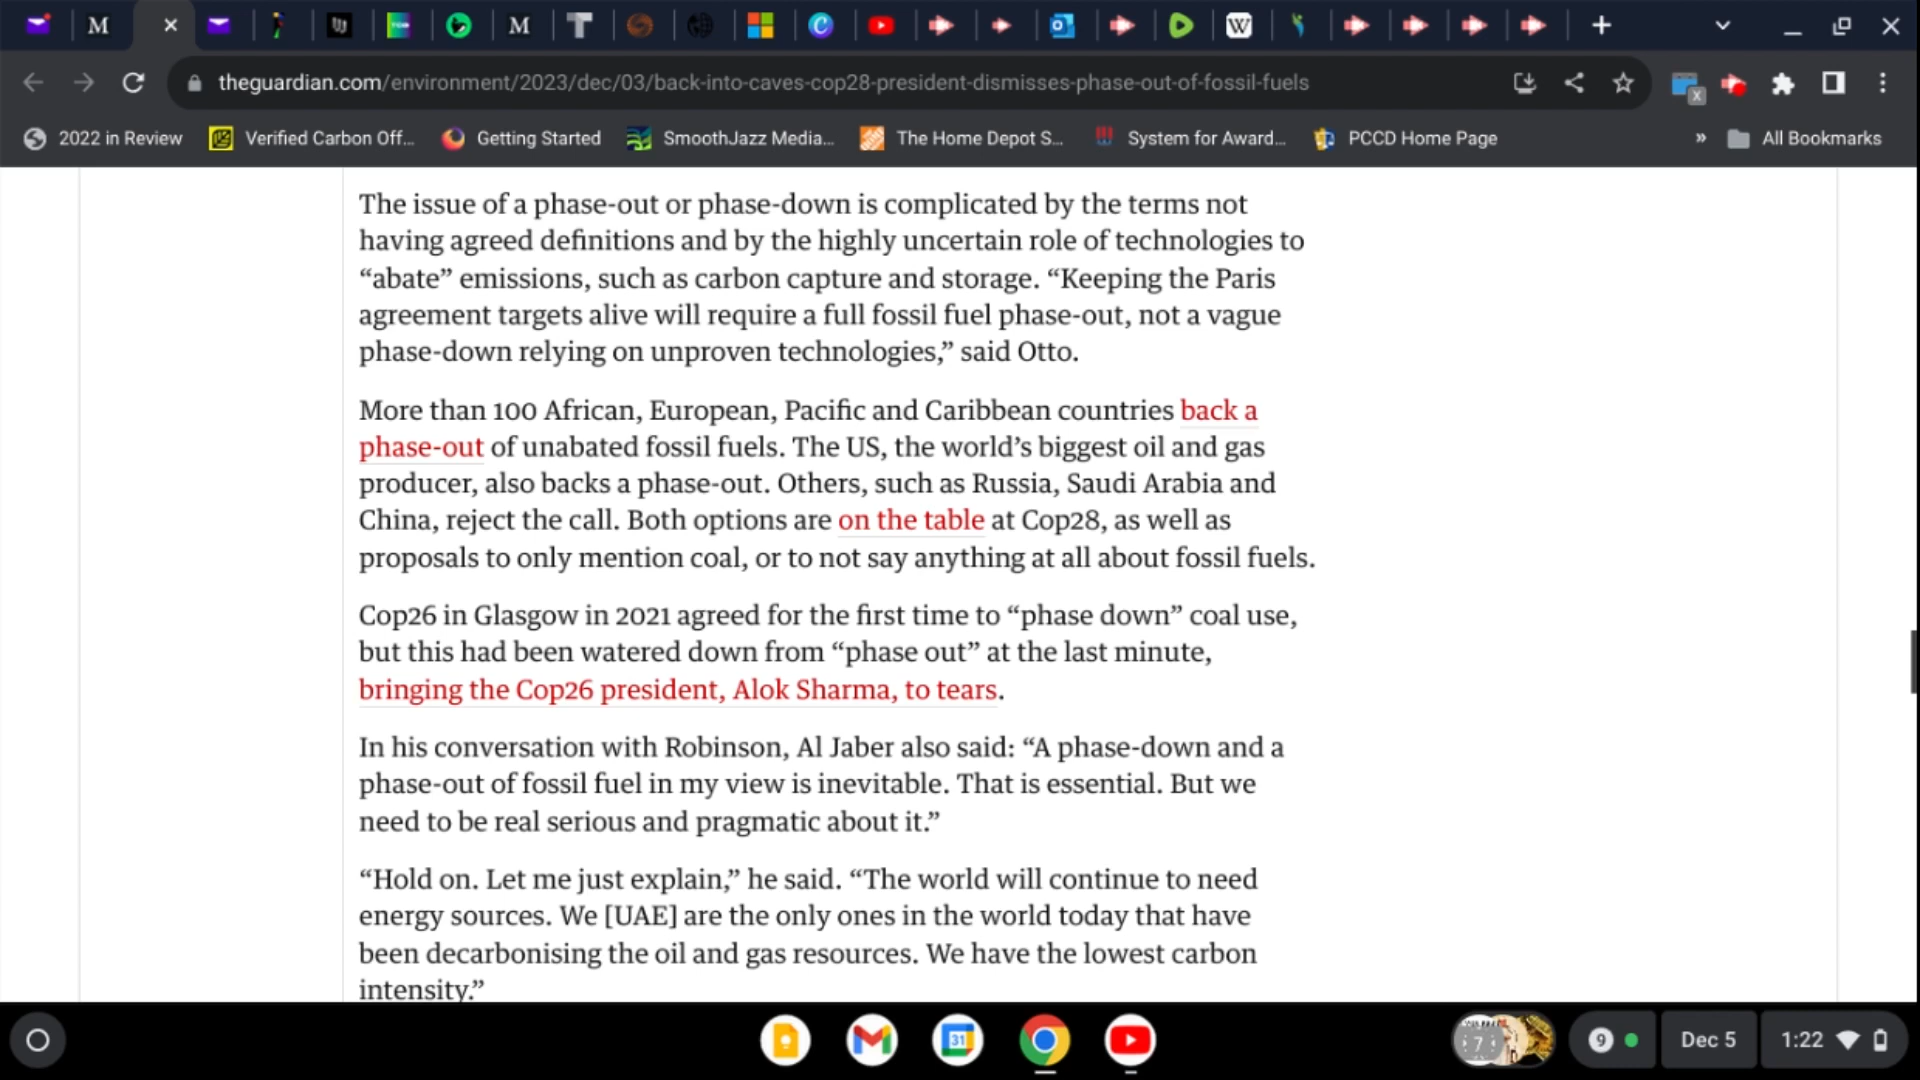 theguardian.com/environment/2023/dec/03/back-into-caves-cop28-president-dismisses-phase-out-of-fossil-fuels
2022 in Review
Verified Carbon Off...
Getting Started
SmoothJazz Media...
The Home Depot S...
System for Award...
PCCD Home Page
»
All Bookmarks
The issue of a phase-out or phase-down is complicated by the terms not
having agreed definitions and by the highly uncertain role of technologies to
“abate” emissions, such as carbon capture and storage. “Keeping the Paris
agreement targets alive will require a full fossil fuel phase-out, not a vague
phase-down relying on unproven technologies,” said Otto.
More than 100 African, European, Pacific and Caribbean countries back a
phase-out of unabated fossil fuels. The US, the world’s biggest oil and gas
producer, also backs a phase-out. Others, such as Russia, Saudi Arabia and
China, reject the call. Both options are on the table at Cop28, as well as
proposals to only mention coal, or to not say anything at all about fossil fuels.
Cop26 in Glasgow in 2021 agreed for the first time to “phase down” coal use,
but this had been watered down from “phase out” at the last minute,
bringing the Cop26 president, Alok Sharma, to tears.
In his conversation with Robinson, Al Jaber also said: “A phase-down and a
phase-out of fossil fuel in my view is inevitable. That is essential. But we
need to be real serious and pragmatic about it.”
“Hold on. Let me just explain,” he said. “The world will continue to need
energy sources. We [UAE] are the only ones in the world today that have
been decarbonising the oil and gas resources. We have the lowest carbon
intensity.”
31
7
9
Dec 5
1:22